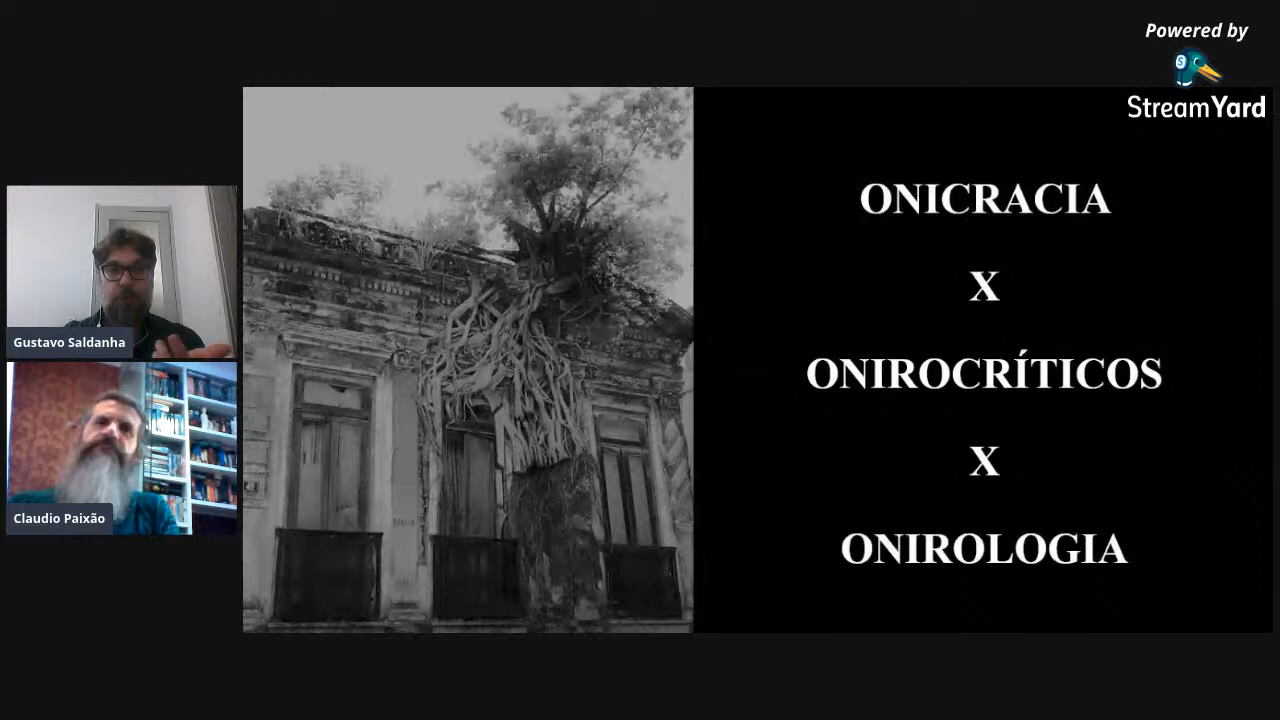 Powered by
StreamYard
Gustavo Saldanha
Claudio Paixão
ONICRACIA
X
ONIROCRÍTICOS
X
ONIROLOGIA